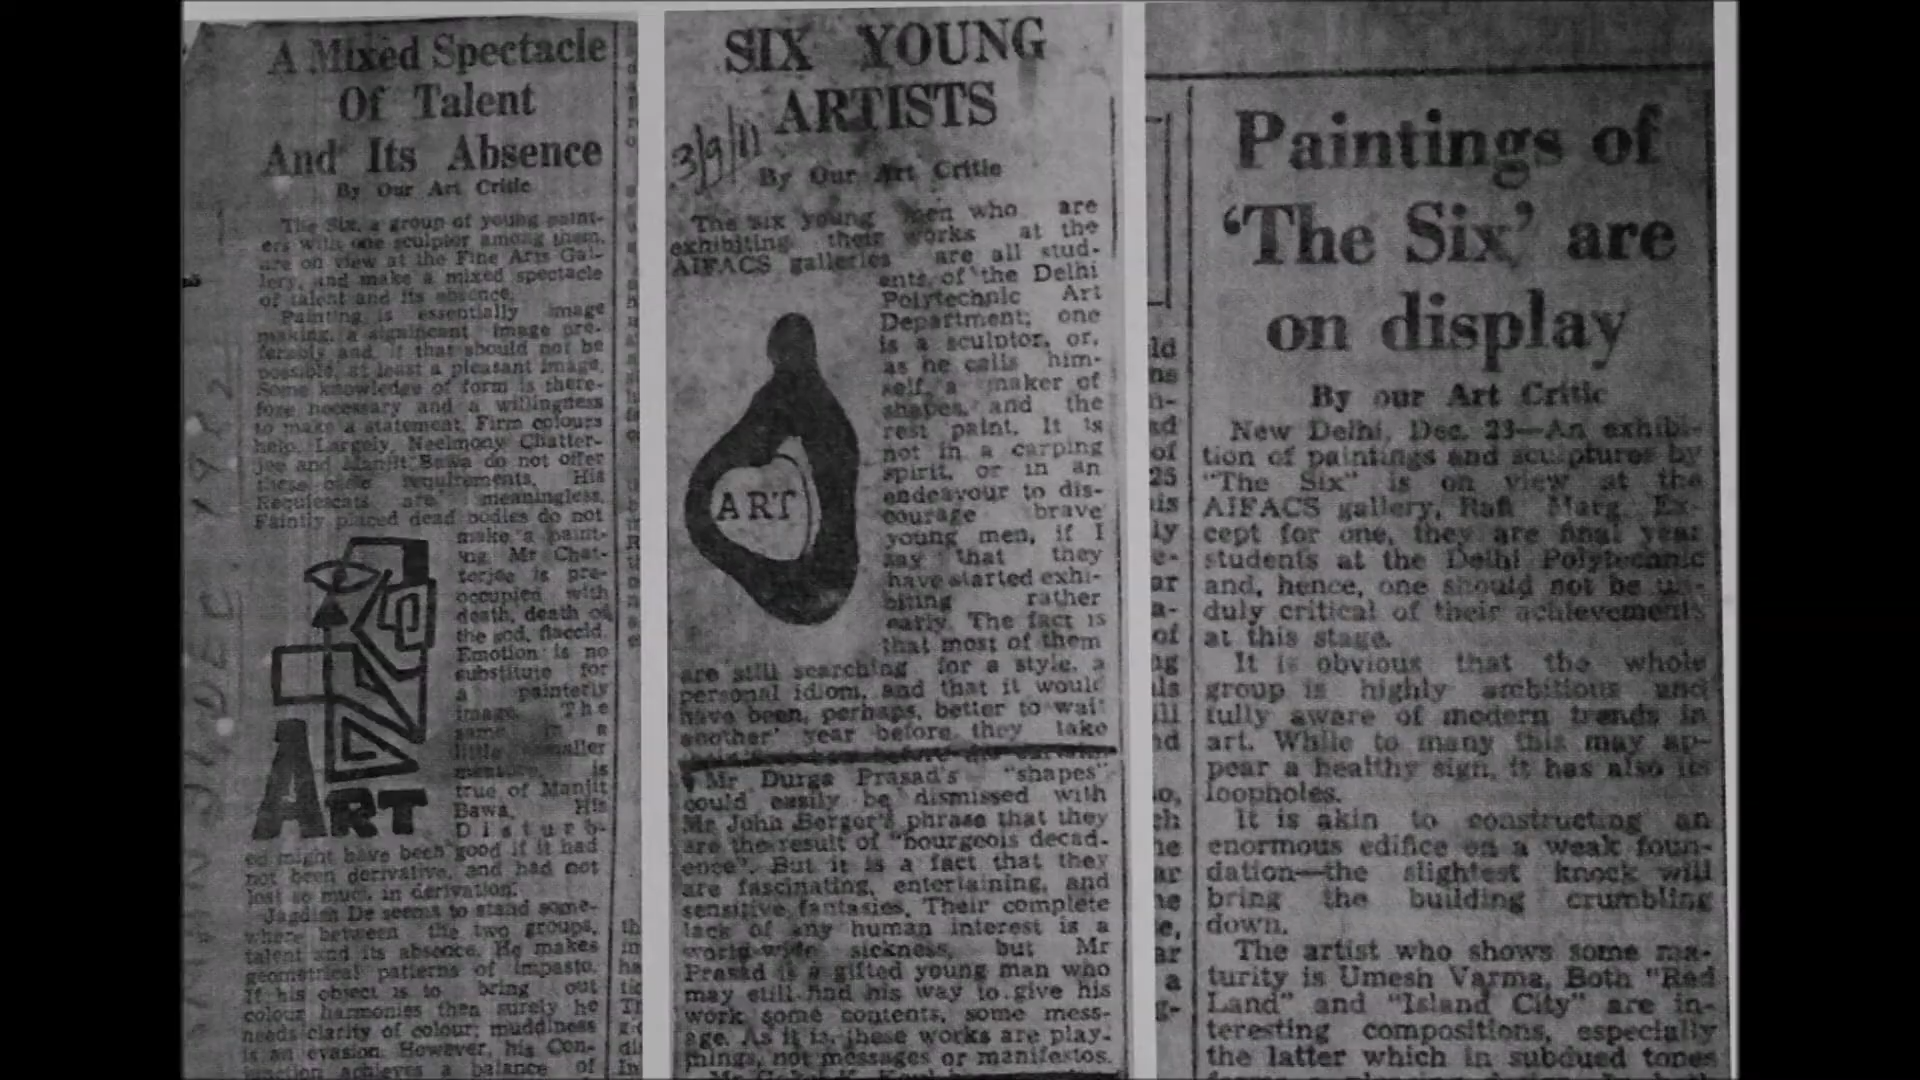 A Mixed Spectacle
Of Talent
And Its Absence
By Our Art Critic
The Six, a group of young paint-
ers with one sculptor among them,
are on view at the Fine Arts Gal-
lery, and make a mixed spectacle
of talent and its absence.
Painting is essentially image
making, a significant image pre-
ferably and, if that should not be
possible, at least a pleasant image.
Some knowledge of form is there-
fore necessary and a willingness
to make a statement. Firm colours
help. Largely, Neelmony Chatter-
jee and Manjit Bawa do not offer
these requirements. His
Requiescats are meaningless.
Faintly placed dead bodies do not
make a paint-
ing. Mr Chat-
terjee is pre-
occupied with
death, death of
the god, flaccid.
Emotion is no
substitute for
a painterly
image. The
same in a
little smaller
measure is
true of Manjit
Bawa. His
Disturb-
ed might have been good if it had
not been derivative, and had not
lost so much in derivation.
Jagdish De seems to stand some-
where between the two groups,
talent and its absence. He makes
geometrical patterns of impasto.
If his object is to bring out
colour harmonies then surely he
needs clarity of colour; muddiness
is an evasion. However, his Con-
junction achieves a balance of
ART
SIX YOUNG
ARTISTS
3/9/11
By Our Art Critic
The six young men who are
exhibiting their works at the
AIFACS galleries are all stud-
ents of the Delhi
Polytechnic Art
Department; one
is a sculptor, or,
as he calls him-
self, a maker of
shapes, and the
rest paint. It is
not in a carping
spirit, or in an
endeavour to dis-
courage brave
young men, if I
say that they
have started exhi-
biting rather
early. The fact is
that most of them
are still searching for a style, a
personal idiom, and that it would
have been, perhaps, better to wait
another year before they take
ART
Mr Durga Prasad's "shapes"
could easily be dismissed with
Mr John Berger's phrase that they
are the result of "bourgeois decad-
ence". But it is a fact that they
are fascinating, entertaining, and
sensitive fantasies. Their complete
lack of any human interest is a
world-wide sickness, but Mr
Prasad is a gifted young man who
may still find his way to give his
work some contents, some mess-
age. As it is, these works are play-
things, not messages or manifestos.
Paintings of
'The Six' are
on display
By our Art Critic
New Delhi, Dec. 23—An exhibi-
tion of paintings and sculptures by
"The Six" is on view at the
AIFACS gallery, Rafi Marg. Ex-
cept for one, they are final year
students at the Delhi Polytechnic
and, hence, one should not be un-
duly critical of their achievements
at this stage.
It is obvious that the whole
group is highly ambitious and
fully aware of modern trends in
art. While to many this may ap-
pear a healthy sign, it has also its
loopholes.
It is akin to constructing an
enormous edifice on a weak foun-
dation—the slightest knock will
bring the building crumbling
down.
The artist who shows some ma-
turity is Umesh Varma. Both "Red
Land" and "Island City" are in-
teresting compositions, especially
the latter which in subdued tones